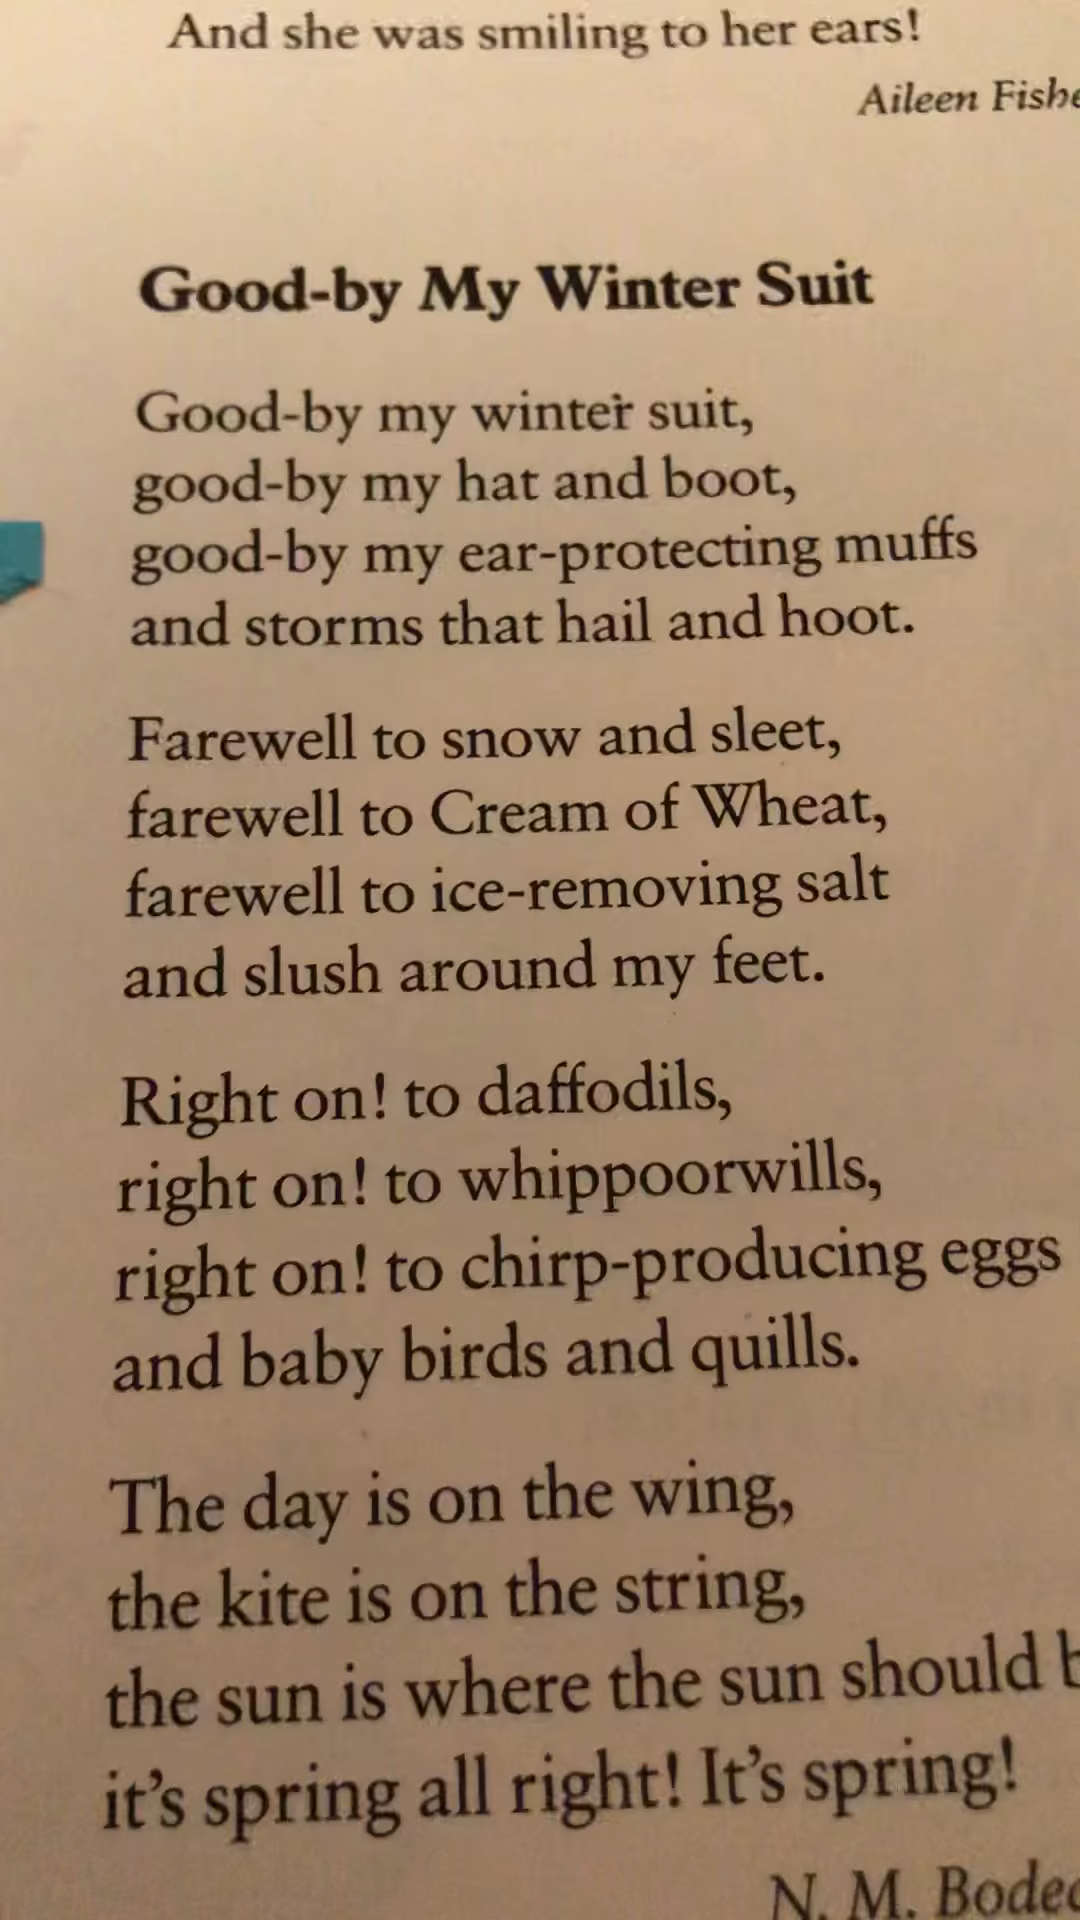 And she was smiling to her ears!
Aileen
Good-by My Winter Suit
Good-by my winter suit,
good-by my hat and boot,
good-by my ear-protecting muffs
and storms that hail and hoot.
Farewell to snow and sleet,
farewell to Cream of Wheat,
farewell to ice-removing salt
and slush around my feet.
Right on! to daffodils,
right on! to whippoorwills,
right on! to chirp-producing eggs
and baby birds and quills.
The day is on the wing,
the kite is on the string,
the sun is where the sun should
it's spring all right! It's spring!
N. M.